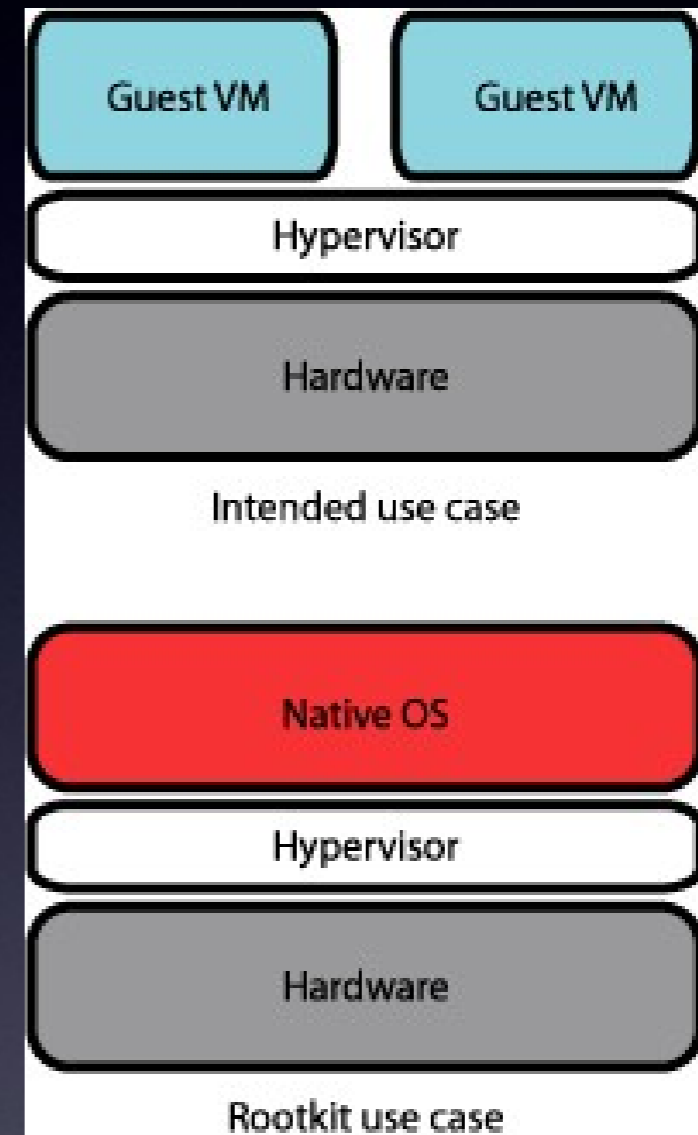 Guest VM Guest VM
Hypervisor
Hardware
Intended use case
Native OS
Hypervisor
Hardware
Rootkit use case